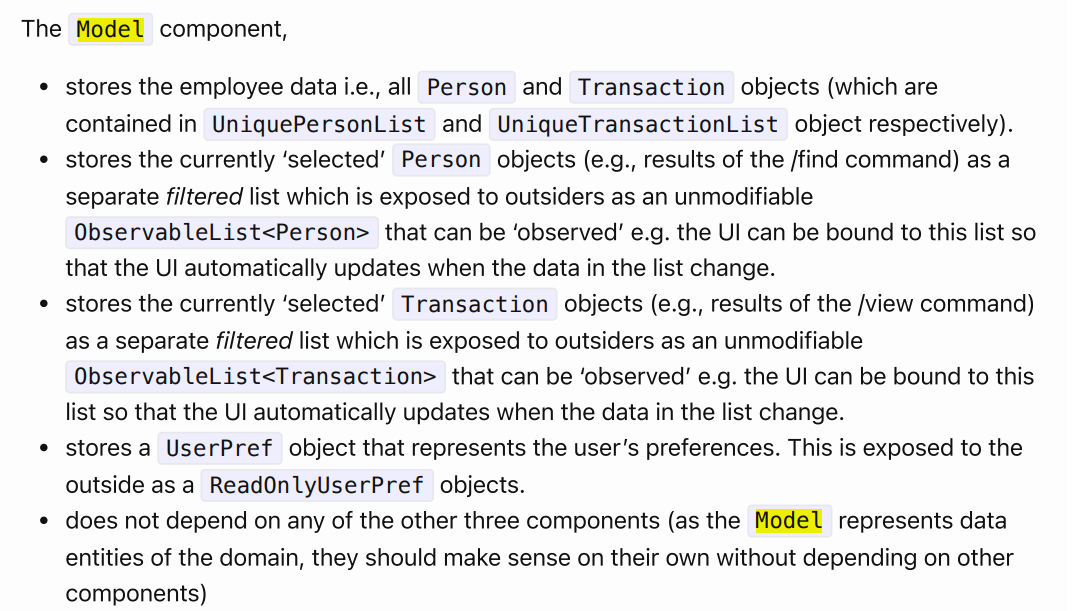 The Model component,
• stores the employee data i.e., all Person and Transaction objects (which are
contained in UniquePersonList and UniqueTransactionList object respectively).
• stores the currently ‘selected’ Person objects (e.g., results of the /find command) as a
separate filtered list which is exposed to outsiders as an unmodifiable
ObservableList<Person> that can be ‘observed’ e.g. the UI can be bound to this list so
that the UI automatically updates when the data in the list change.
• stores the currently ‘selected’ Transaction objects (e.g., results of the /view command)
as a separate filtered list which is exposed to outsiders as an unmodifiable
ObservableList<Transaction> that can be ‘observed’ e.g. the UI can be bound to this
list so that the UI automatically updates when the data in the list change.
• stores a UserPref object that represents the user’s preferences. This is exposed to the
outside as a ReadOnlyUserPref objects.
• does not depend on any of the other three components (as the Model represents data
entities of the domain, they should make sense on their own without depending on other
components)